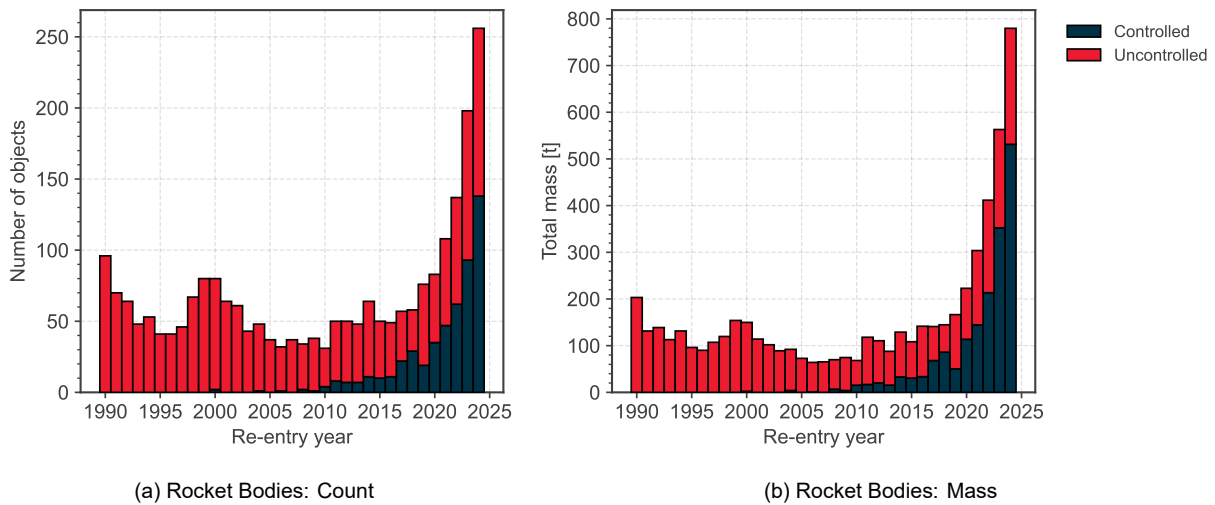 Number of objects
250
200
150
100
50
0
1990 1995 2000 2005 2010 2015 2020 2025
Re-entry year
(a) Rocket Bodies: Count
Total mass [t]
800
700
600
500
400
300
200
100
0
1990 1995 2000 2005 2010 2015 2020 2025
Re-entry year
(b) Rocket Bodies: Mass
Controlled
Uncontrolled